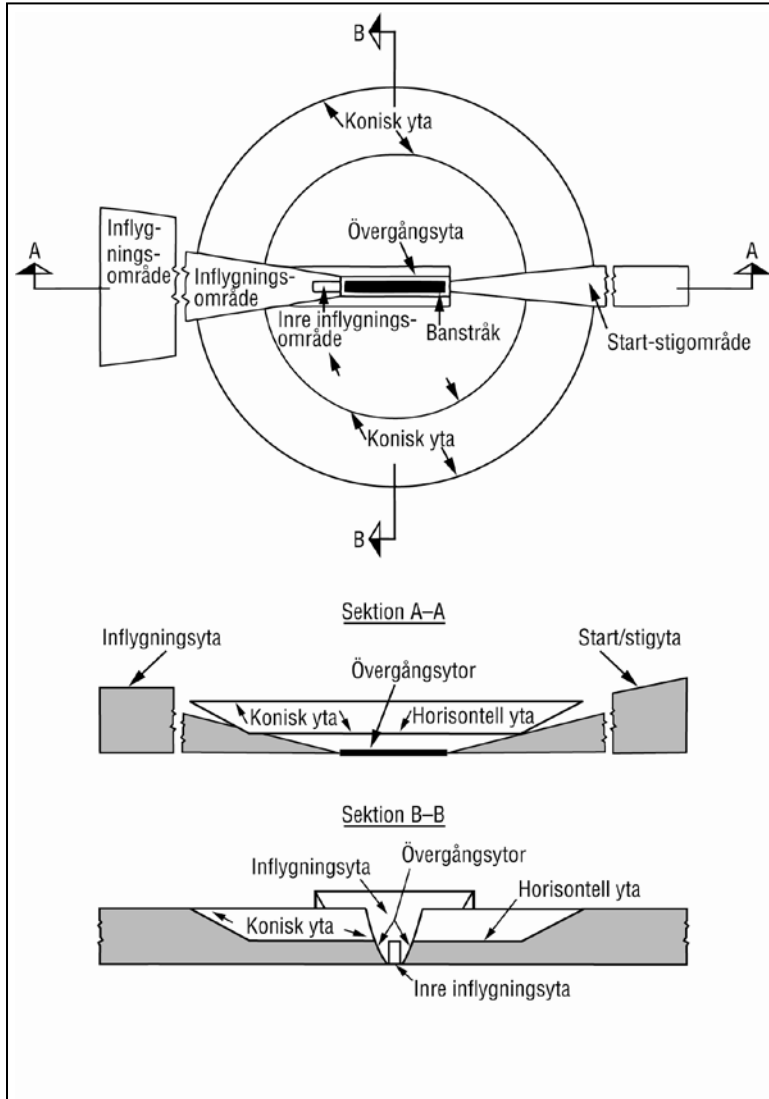 B
Konisk yta
Övergångsyta
A
Inflyg-
nings-
område
Inflygnings-
område
A
Inre inflygnings-
område
Banstråk
Start-stigområde
Konisk yta
B
Sektion A–A
Inflygningsyta
Start/stigyta
Övergångsytor
Konisk yta
Horisontell yta
Sektion B–B
Inflygningsyta
Övergångsytor
Horisontell yta
Konisk yta
Inre inflygningsyta